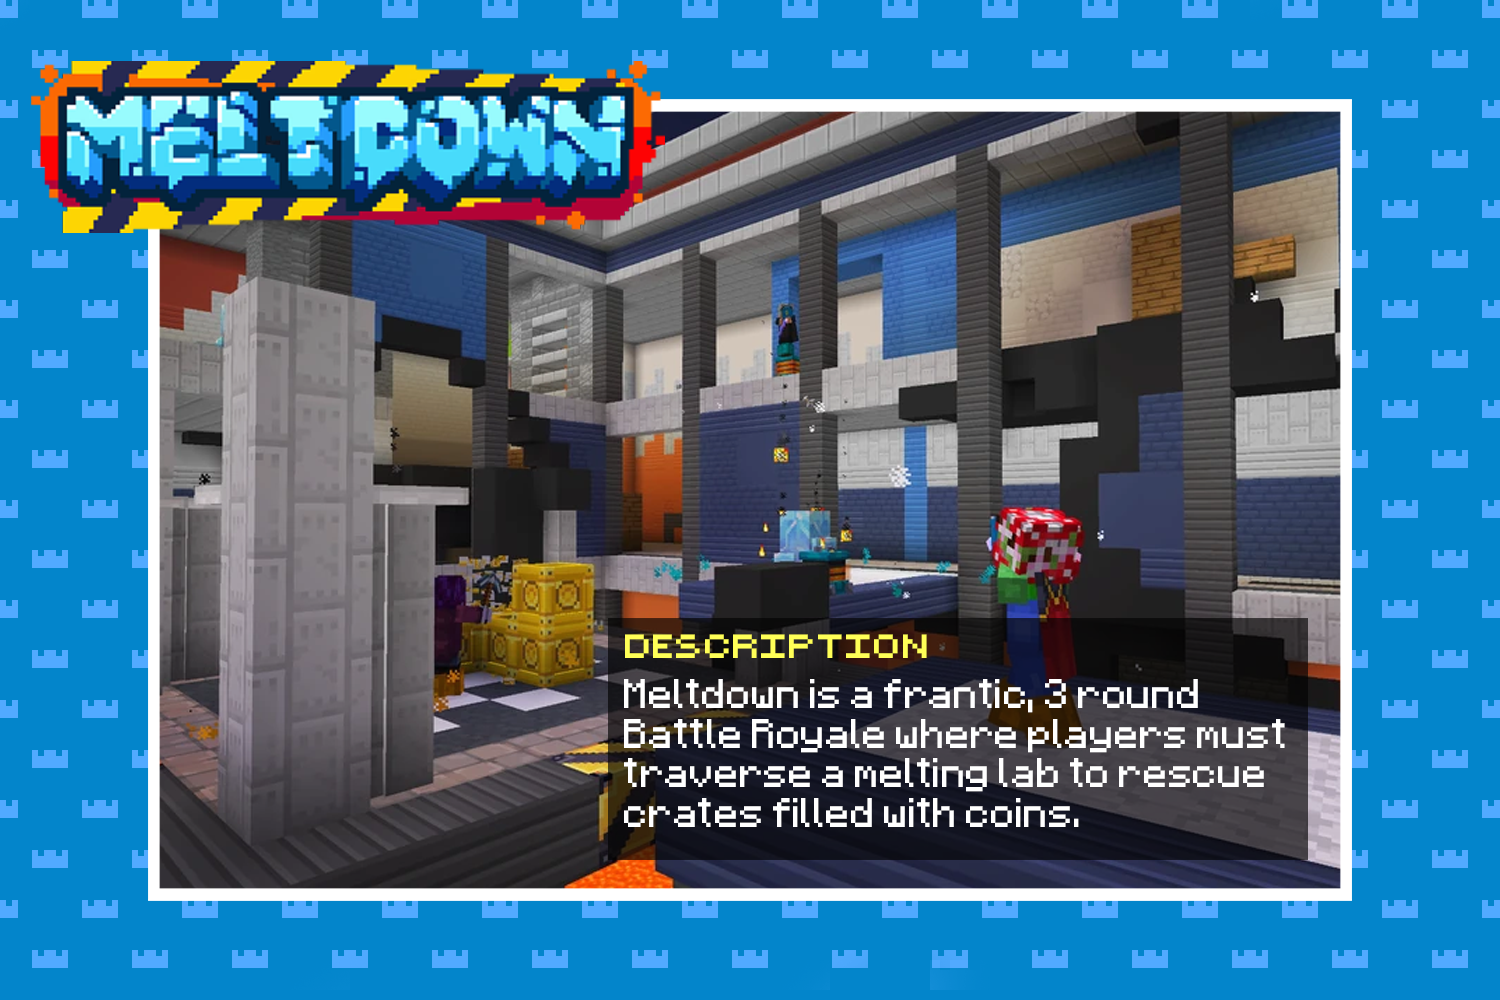 MELTDOWN
DESCRIPTION
Meltdown is a frantic, 3 round
Battle Royale where players must
traverse a melting lab to rescue
crates filled with coins.